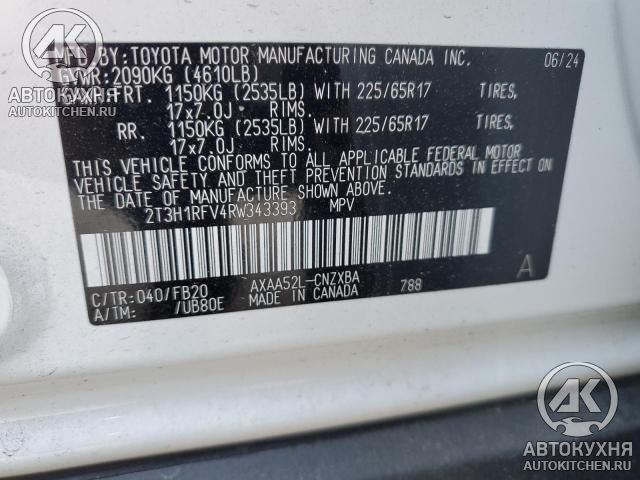 MFD BY: TOYOTA MOTOR MANUFACTURING CANADA INC. 06/24
GVWR: 2090KG (4610LB)
GAWR FRT. 1150KG (2535LB) WITH 225/65R17 TIRES,
17x7.0J RIMS.
RR. 1150KG (2535LB) WITH 225/65R17 TIRES,
17x7.0J RIMS.
THIS VEHICLE CONFORMS TO ALL APPLICABLE FEDERAL MOTOR
VEHICLE SAFETY AND THEFT PREVENTION STANDARDS IN EFFECT ON
THE DATE OF MANUFACTURE SHOWN ABOVE.
2T3H1RFV4RW343393 MPV
C/TR: 040/FB20 AXAA52L-CNZXBA 788 A
A/TM: /UB80E MADE IN CANADA
АК
АВТОКУХНЯ
AUTOKITCHEN.RU
АК
АВТОКУХНЯ
AUTOKITCHEN.RU